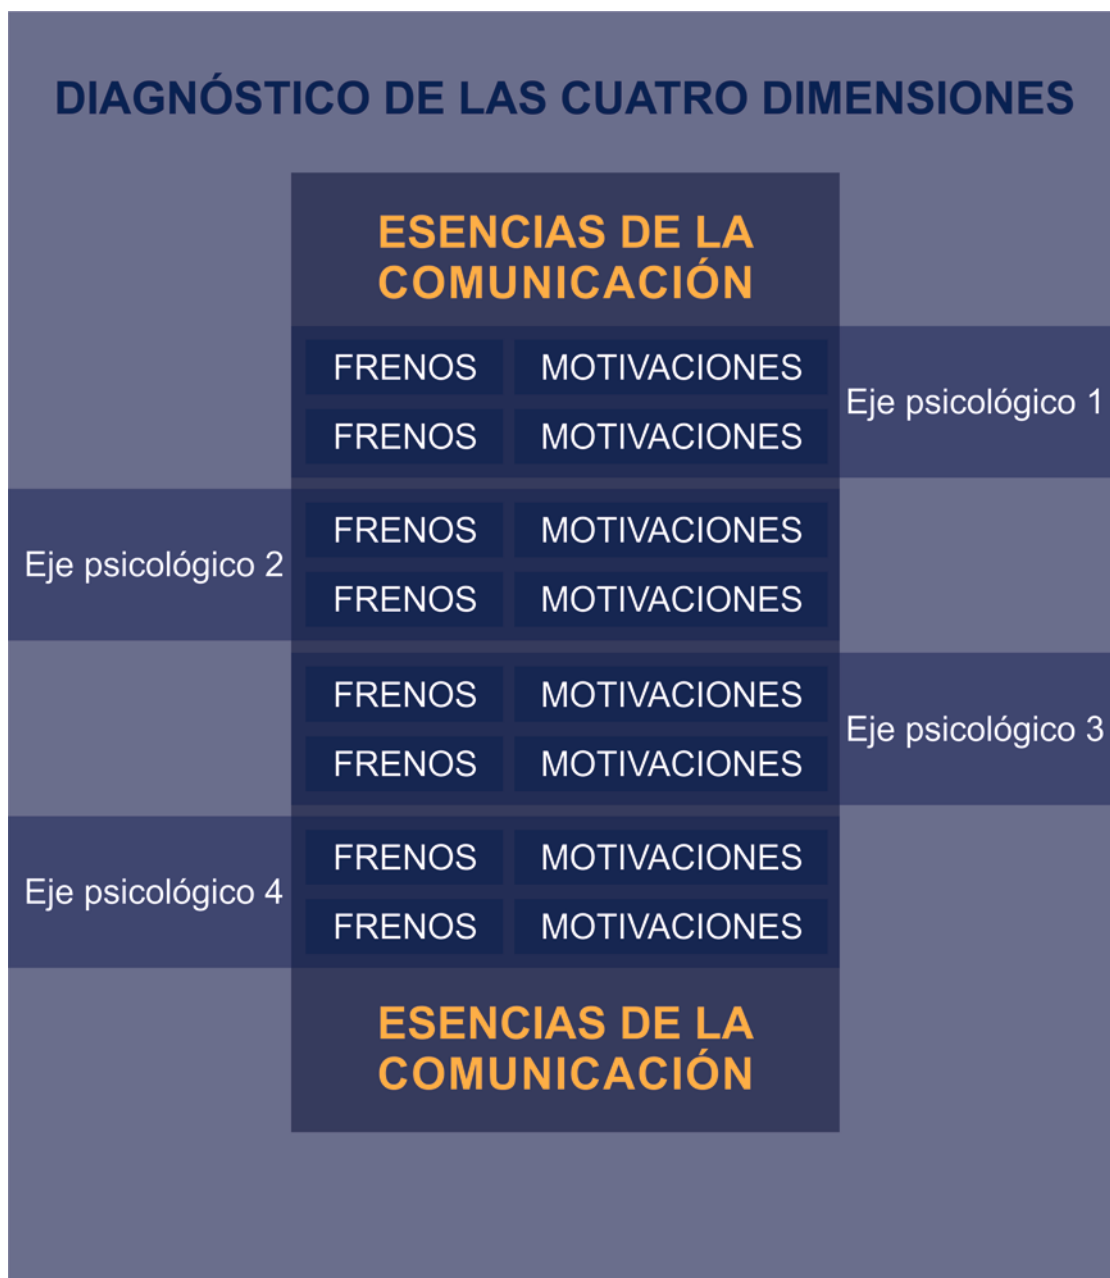 DIAGNÓSTICO DE LAS CUATRO DIMENSIONES
ESENCIAS DE LA
COMUNICACIÓN
FRENOS MOTIVACIONES
Eje psicológico 1
FRENOS MOTIVACIONES
FRENOS MOTIVACIONES
Eje psicológico 2
FRENOS MOTIVACIONES
FRENOS MOTIVACIONES
Eje psicológico 3
FRENOS MOTIVACIONES
FRENOS MOTIVACIONES
Eje psicológico 4
FRENOS MOTIVACIONES
ESENCIAS DE LA
COMUNICACIÓN